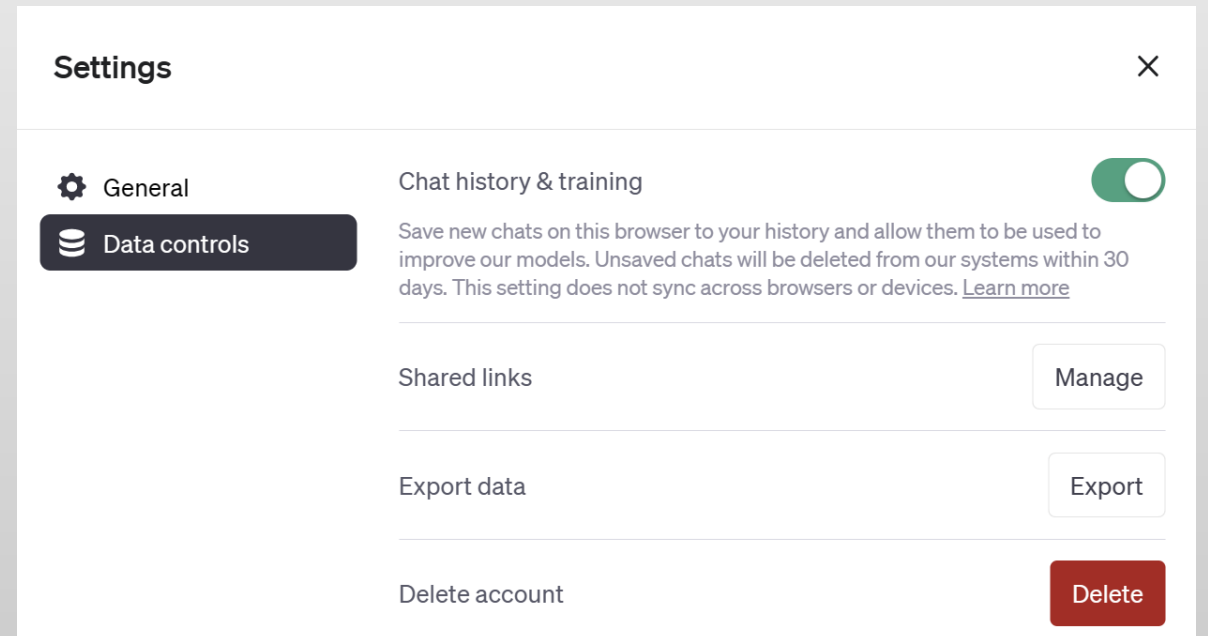 Settings
General
Data controls
Chat history & training
Save new chats on this browser to your history and allow them to be used to
improve our models. Unsaved chats will be deleted from our systems within 30
days. This setting does not sync across browsers or devices. Learn more
Shared links
Manage
Export data
Export
Delete account
Delete